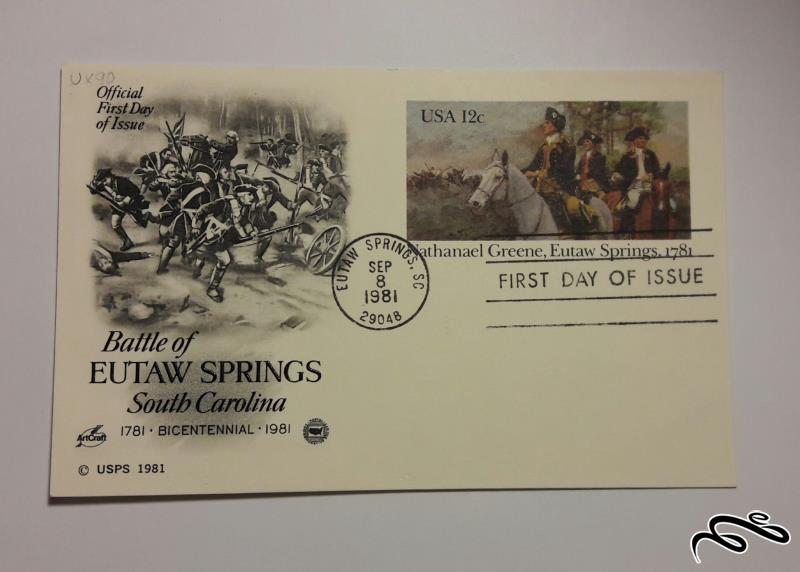 UX90
Official
First Day
of Issue
USA 12c
Nathanael Greene, Eutaw Springs, 1781
EUTAW SPRINGS, SC
SEP
8
1981
29048
FIRST DAY OF ISSUE
Battle of
EUTAW SPRINGS
South Carolina
1781 · BICENTENNIAL · 1981
ArtCraft
© USPS 1981